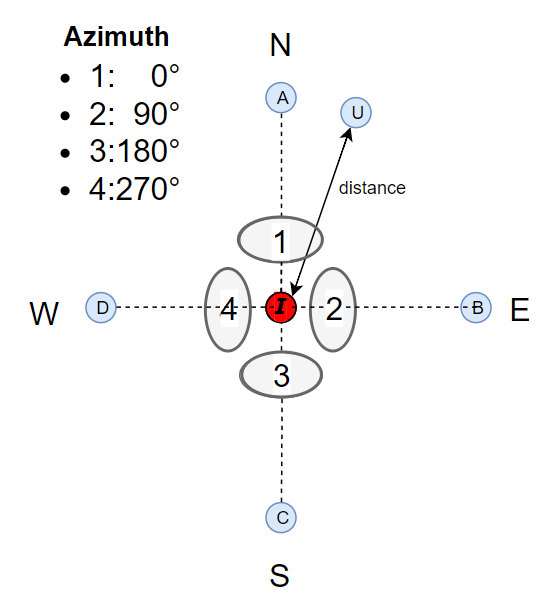 Azimuth
N
• 1: 0°
• 2: 90°
• 3:180°
• 4:270°
A
U
distance
1
W
D
4
I
2
B
E
3
C
S